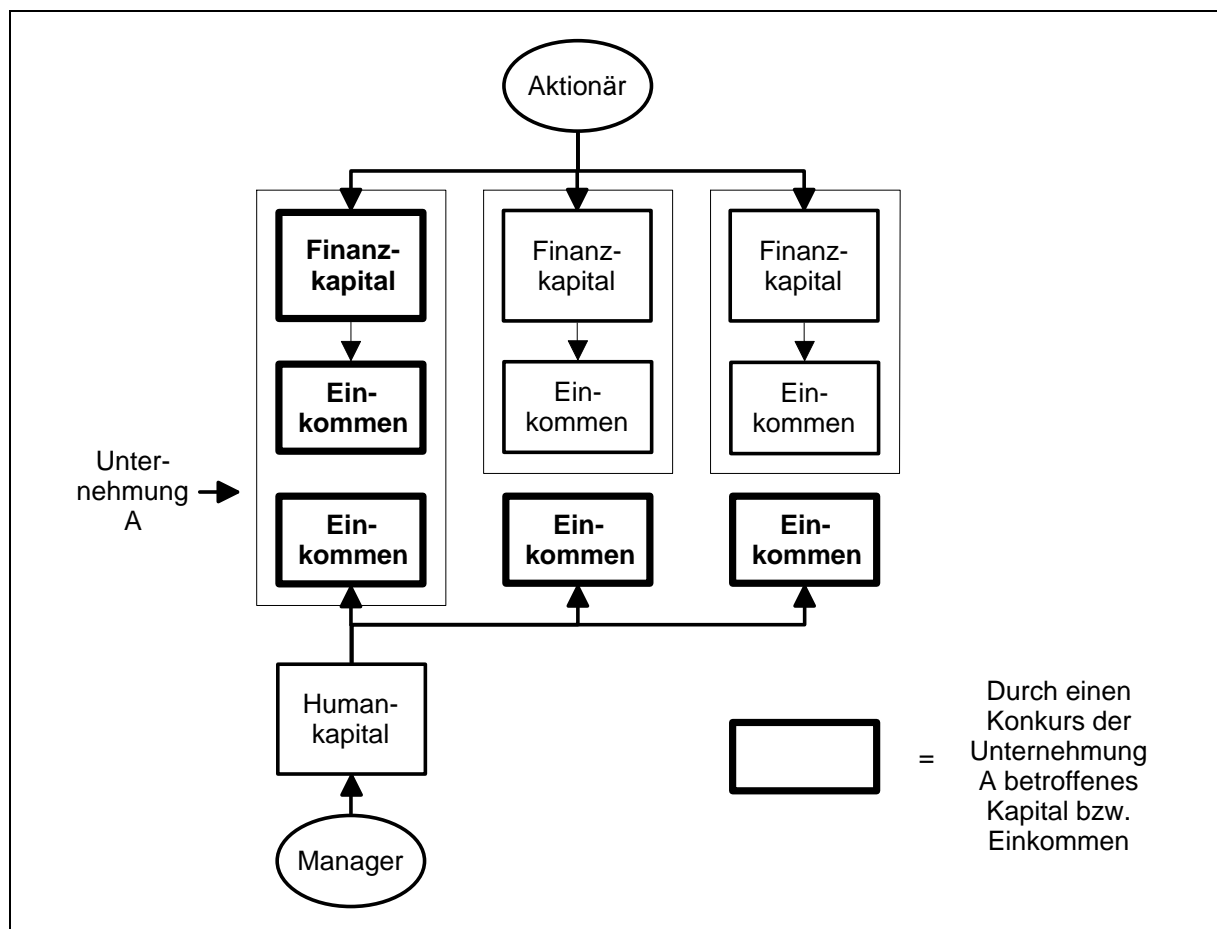 Aktionär
Finanz-
kapital
Finanz-
kapital
Finanz-
kapital
Ein-
kommen
Ein-
kommen
Ein-
kommen
Unter-
nehmung
A
Ein-
kommen
Ein-
kommen
Ein-
kommen
Human-
kapital
Manager
=
Durch einen
Konkurs der
Unternehmung
A betroffenes
Kapital bzw.
Einkommen